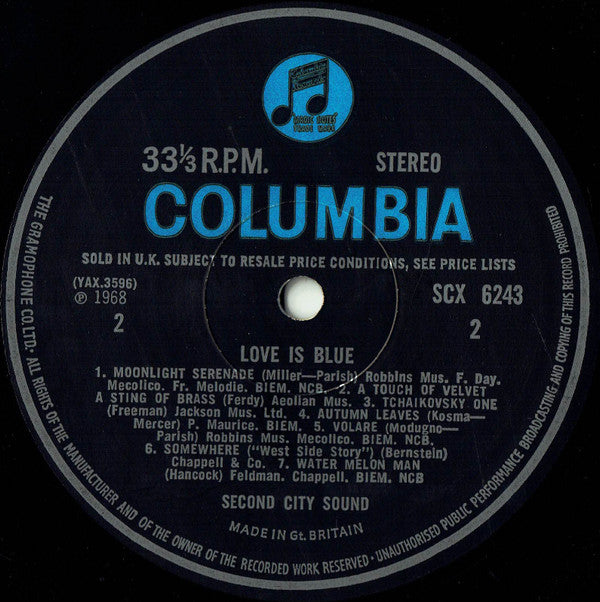 Columbia
Records
MAGIC NOTES
TRADE MARK
33⅓ R.P.M. STEREO
COLUMBIA
SOLD IN U.K. SUBJECT TO RESALE PRICE CONDITIONS, SEE PRICE LISTS
(YAX.3596)
Ⓟ 1968
SCX 6243
2 2
LOVE IS BLUE
1. MOONLIGHT SERENADE (Miller—Parish) Robbins Mus. F. Day.
Mecolico. Fr. Melodie. BIEM. NCB. 2. A TOUCH OF VELVET
A STING OF BRASS (Ferdy) Aeolian Mus. 3. TCHAIKOVSKY ONE
(Freeman) Jackson Mus. Ltd. 4. AUTUMN LEAVES (Kosma—
Mercer) P. Maurice. BIEM. 5. VOLARE (Modugno—
Parish) Robbins Mus. Mecolico. BIEM. NCB.
6. SOMEWHERE ("West Side Story") (Bernstein)
Chappell & Co. 7. WATER MELON MAN
(Hancock) Feldman. Chappell. BIEM. NCB
SECOND CITY SOUND
MADE IN Gt. BRITAIN
THE GRAMOPHONE CO. LTD. · ALL RIGHTS OF THE MANUFACTURER AND OF THE OWNER OF THE RECORDED WORK RESERVED · UNAUTHORISED PUBLIC PERFORMANCE BROADCASTING AND COPYING OF THIS RECORD PROHIBITED